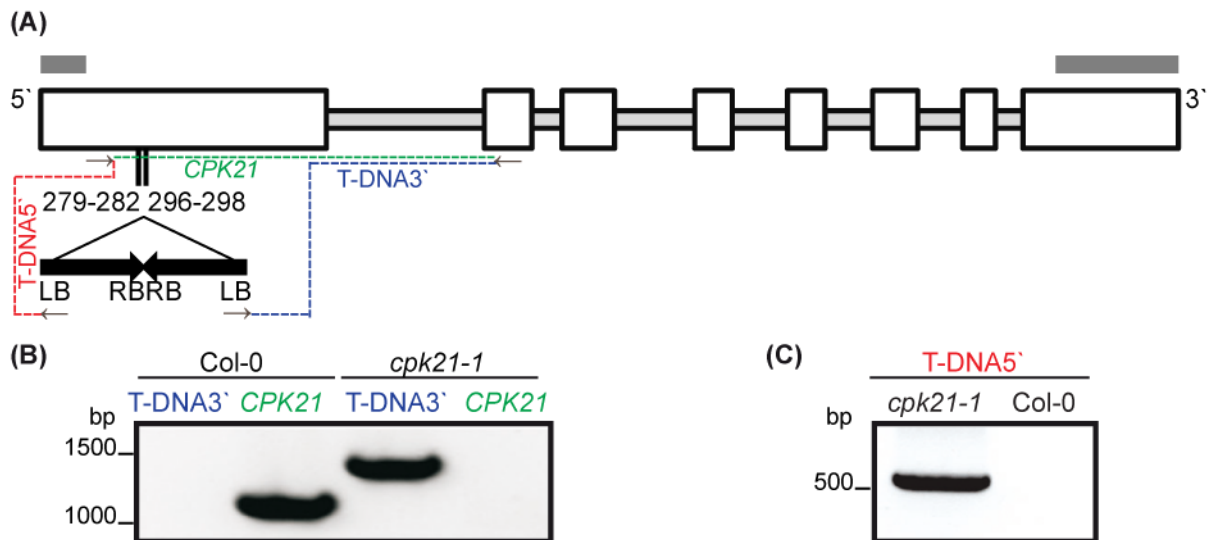 (A)
5` 3`
CPK21
T-DNA3`
T-DNA5`
279-282 296-298
LB RBRB LB
(B)
Col-0 cpk21-1
T-DNA3` CPK21 T-DNA3` CPK21
bp
1500
1000
(C)
T-DNA5`
cpk21-1 Col-0
bp
500